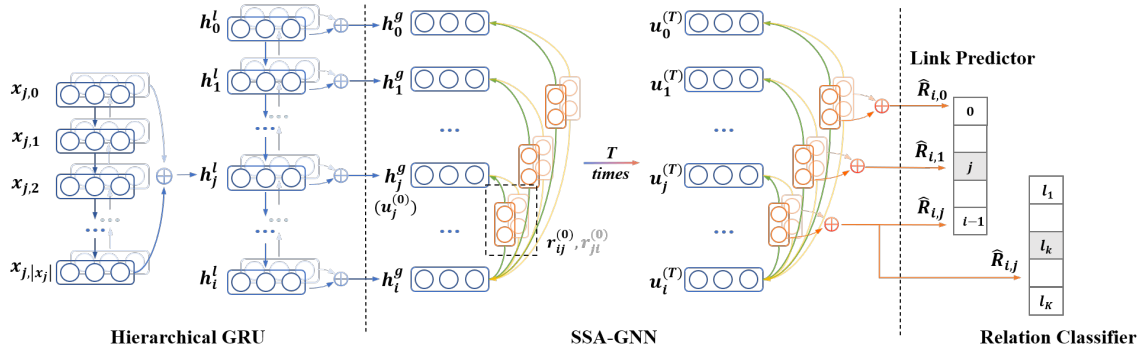 x_{j,0}
x_{j,1}
x_{j,2}
...
x_{j,|x_j|}
h_0^l
h_1^l
...
h_j^l
...
h_i^l
Hierarchical GRU
h_0^g
h_1^g
...
h_j^g
(u_j^{(0)})
...
r_{ij}^{(0)}, r_{ji}^{(0)}
h_i^g
T
times
SSA-GNN
u_0^{(T)}
u_1^{(T)}
...
u_j^{(T)}
...
u_i^{(T)}
Link Predictor
R̂_{i,0}
R̂_{i,1}
R̂_{i,j}
0
j
i−1
R̂_{i,j}
l_1
l_k
l_K
Relation Classifier